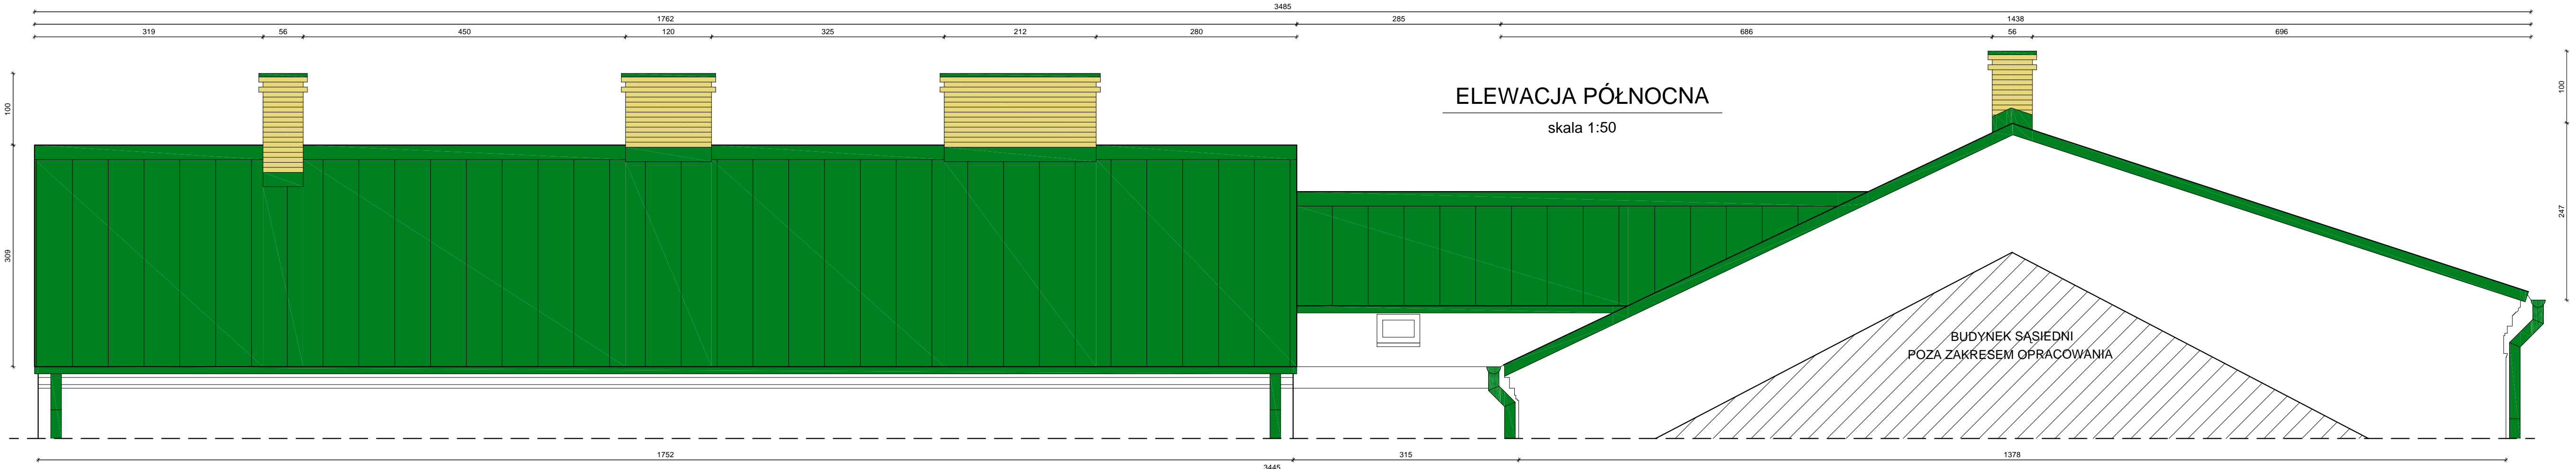 3485
1762 285 1438
319 56 450 120 325 212 280 686 56 696
100
309
ELEWACJA PÓŁNOCNA
skala 1:50
100
247
BUDYNEK SĄSIEDNI
POZA ZAKRESEM OPRACOWANIA
1752 315 1378
3445